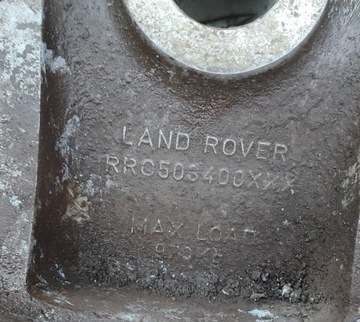 LAND ROVER
RRC503400XXX
MAX LOAD